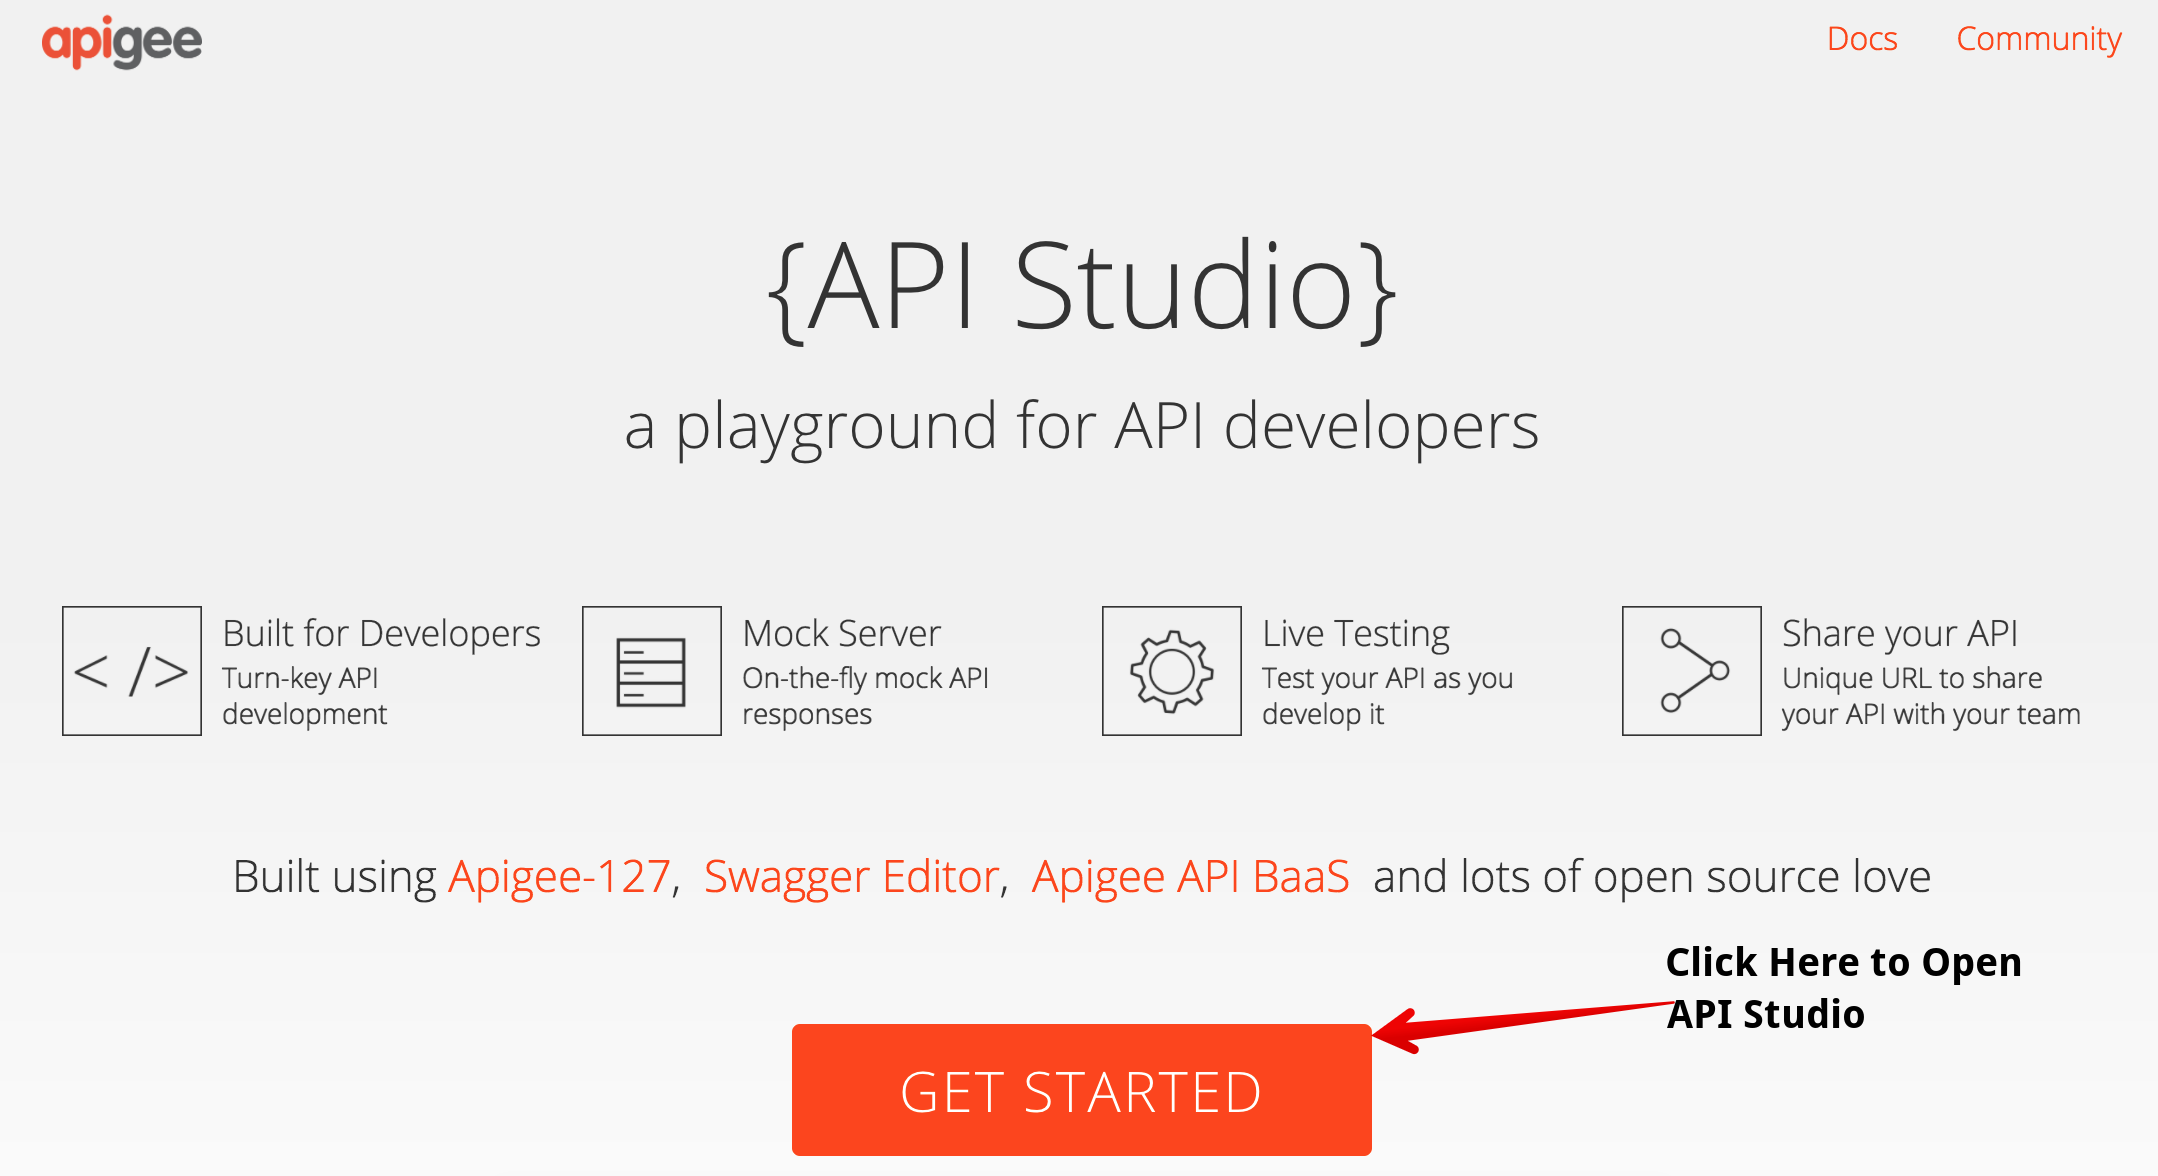 apigee
Docs Community
{API Studio}
a playground for API developers
</>
Built for Developers
Turn-key API
development
Mock Server
On-the-fly mock API
responses
Live Testing
Test your API as you
develop it
Share your API
Unique URL to share
your API with your team
Built using Apigee-127, Swagger Editor, Apigee API BaaS and lots of open source love
Click Here to Open
API Studio
GET STARTED